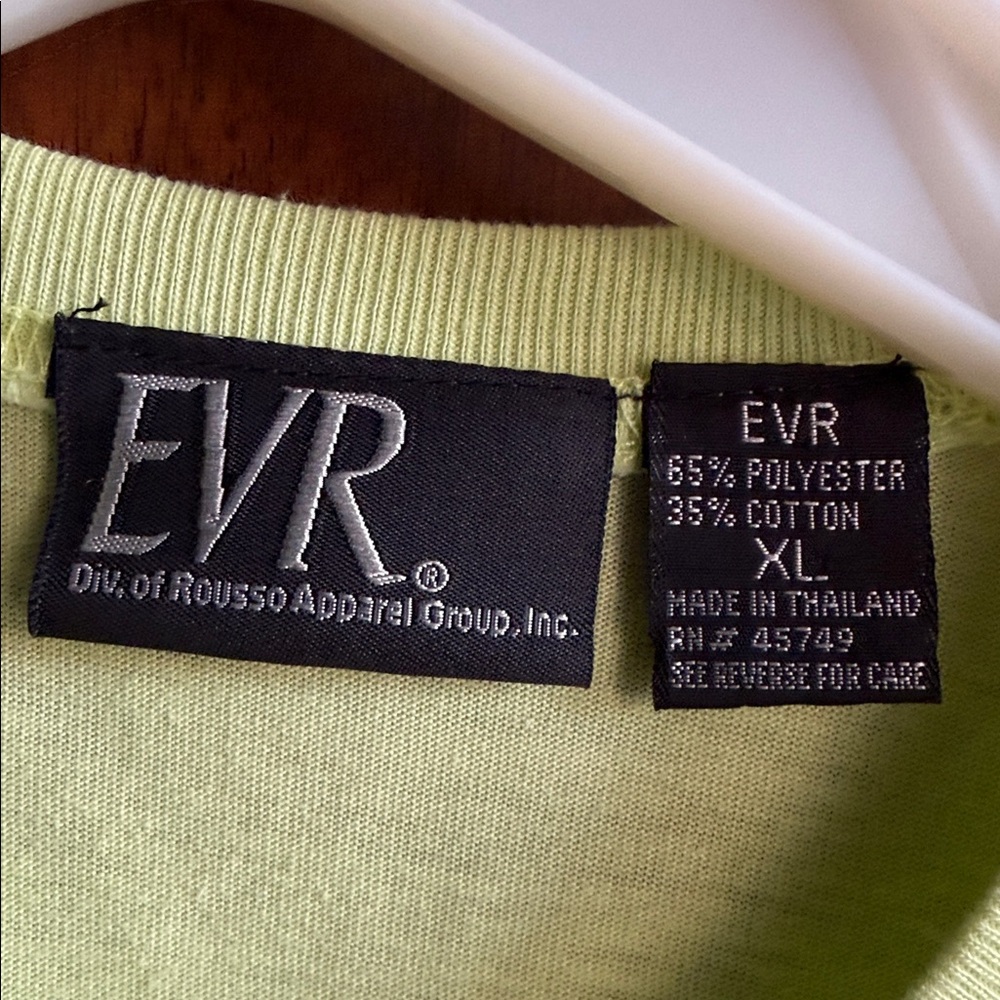 EVR®
Div. of Rousso Apparel Group, Inc.
EVR
65% POLYESTER
35% COTTON
XL
MADE IN THAILAND
RN# 45749
SEE REVERSE FOR CARE